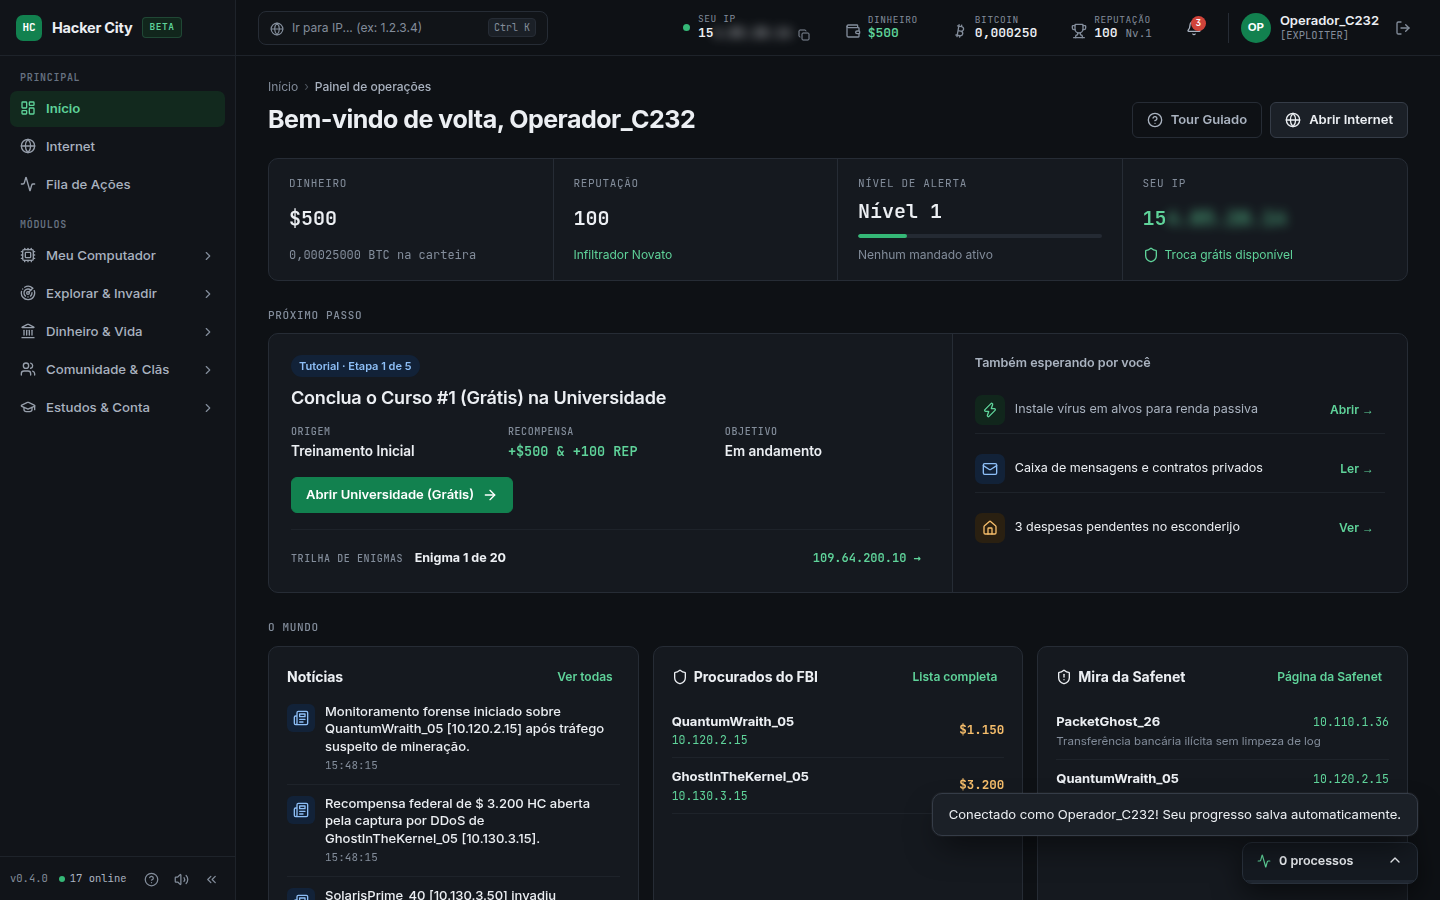 HC Hacker City BETA
Ir para IP... (ex: 1.2.3.4) Ctrl K
SEU IP
15
DINHEIRO
$500
BITCOIN
0,000250
REPUTAÇÃO
100 Nv.1
3
OP
Operador_C232
[EXPLOITER]
PRINCIPAL
Início
Internet
Fila de Ações
MÓDULOS
Meu Computador
Explorar & Invadir
Dinheiro & Vida
Comunidade & Clãs
Estudos & Conta
v0.4.0 17 online
Início › Painel de operações
Bem-vindo de volta, Operador_C232
Tour Guiado
Abrir Internet
DINHEIRO
$500
0,00025000 BTC na carteira
REPUTAÇÃO
100
Infiltrador Novato
NÍVEL DE ALERTA
Nível 1
Nenhum mandado ativo
SEU IP
15
Troca grátis disponível
PRÓXIMO PASSO
Tutorial · Etapa 1 de 5
Conclua o Curso #1 (Grátis) na Universidade
ORIGEM
Treinamento Inicial
RECOMPENSA
+$500 & +100 REP
OBJETIVO
Em andamento
Abrir Universidade (Grátis) →
TRILHA DE ENIGMAS Enigma 1 de 20 109.64.200.10 →
Também esperando por você
Instale vírus em alvos para renda passiva Abrir →
Caixa de mensagens e contratos privados Ler →
3 despesas pendentes no esconderijo Ver →
O MUNDO
Notícias Ver todas
Monitoramento forense iniciado sobre
QuantumWraith_05 [10.120.2.15] após tráfego
suspeito de mineração.
15:48:15
Recompensa federal de $ 3.200 HC aberta
pela captura por DDoS de
GhostInTheKernel_05 [10.130.3.15].
15:48:15
SolarisPrime_40 [10.130.3.50] invadiu
Procurados do FBI Lista completa
QuantumWraith_05
10.120.2.15
$1.150
GhostInTheKernel_05
10.130.3.15
$3.200
Mira da Safenet Página da Safenet
PacketGhost_26 10.110.1.36
Transferência bancária ilícita sem limpeza de log
QuantumWraith_05 10.120.2.15
Conectado como Operador_C232! Seu progresso salva automaticamente.
0 processos